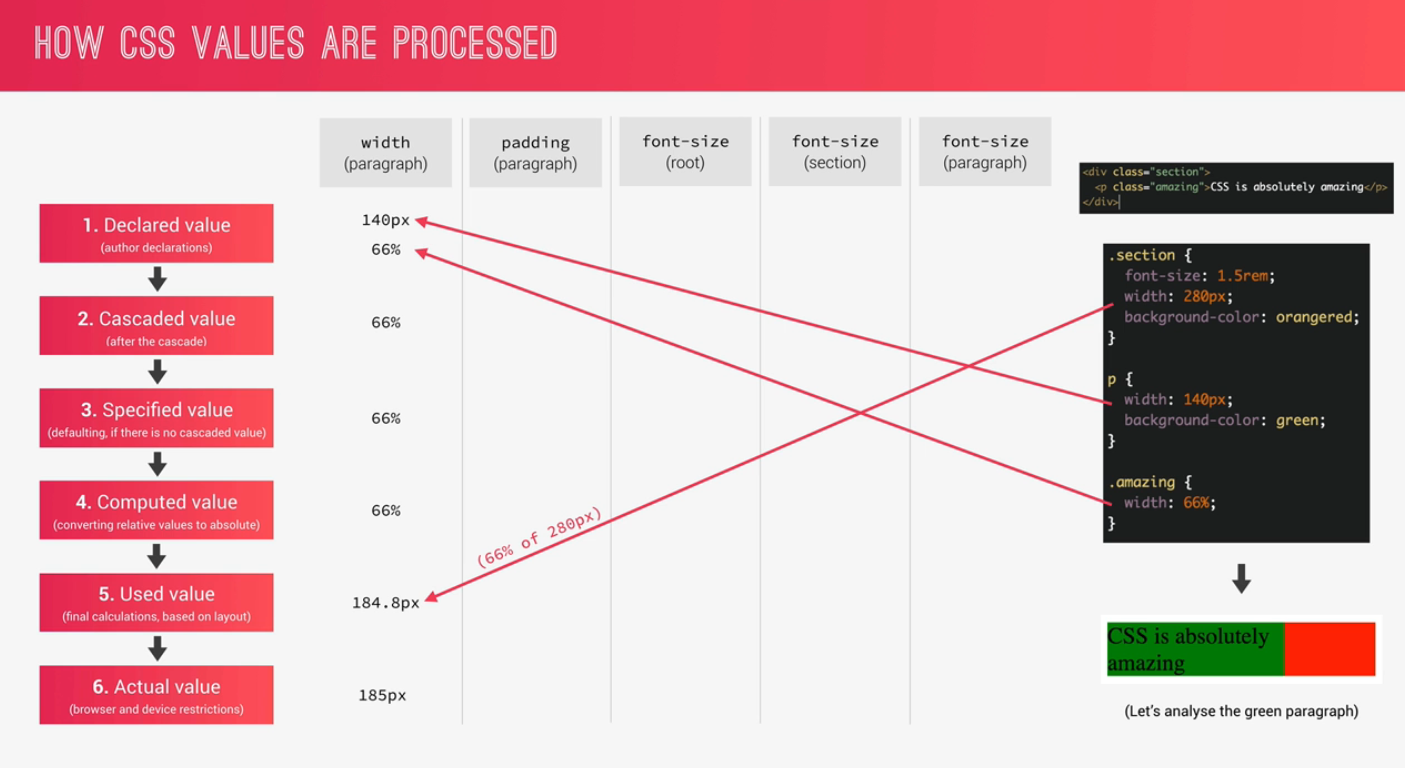 HOW CSS VALUES ARE PROCESSED
width
(paragraph)
padding
(paragraph)
font-size
(root)
font-size
(section)
font-size
(paragraph)
1. Declared value
(author declarations)
2. Cascaded value
(after the cascade)
3. Specified value
(defaulting, if there is no cascaded value)
4. Computed value
(converting relative values to absolute)
5. Used value
(final calculations, based on layout)
6. Actual value
(browser and device restrictions)
140px
66%
66%
66%
66%
(66% of 280px)
184.8px
185px
<div class="section">
<p class="amazing">CSS is absolutely amazing</p>
</div>
.section {
font-size: 1.5rem;
width: 280px;
background-color: orangered;
}
p {
width: 140px;
background-color: green;
}
.amazing {
width: 66%;
}
CSS is absolutely
amazing
(Let's analyse the green paragraph)